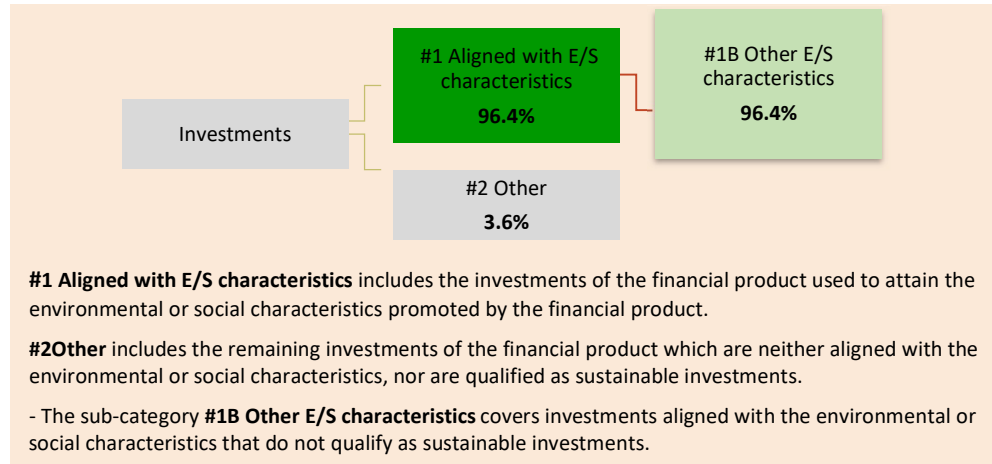 #1 Aligned with E/S
characteristics
96.4%
#1B Other E/S
characteristics
96.4%
Investments
#2 Other
3.6%
#1 Aligned with E/S characteristics includes the investments of the financial product used to attain the
environmental or social characteristics promoted by the financial product.
#2Other includes the remaining investments of the financial product which are neither aligned with the
environmental or social characteristics, nor are qualified as sustainable investments.
- The sub-category #1B Other E/S characteristics covers investments aligned with the environmental or
social characteristics that do not qualify as sustainable investments.